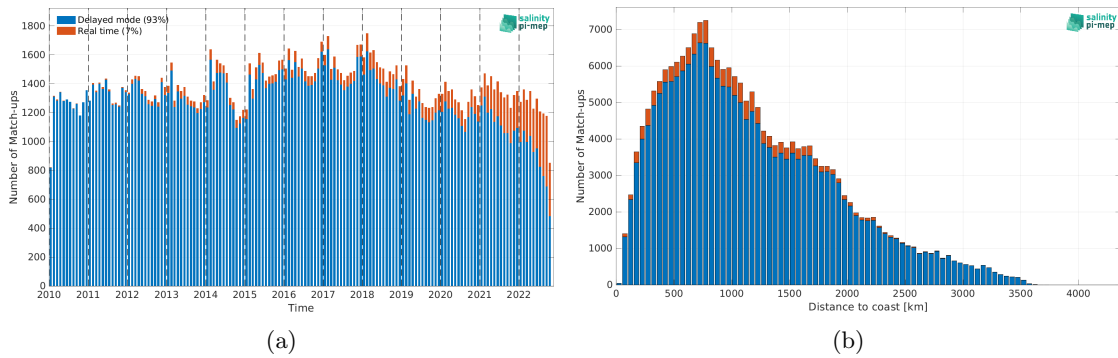 Delayed mode (93%)
Real time (7%)
salinity
pi-mep
Number of Match-ups
1800
1600
1400
1200
1000
800
600
400
200
0
2010 2011 2012 2013 2014 2015 2016 2017 2018 2019 2020 2021 2022
Time
(a)
salinity
pi-mep
Number of Match-ups
7000
6000
5000
4000
3000
2000
1000
0
0 500 1000 1500 2000 2500 3000 3500 4000
Distance to coast [km]
(b)